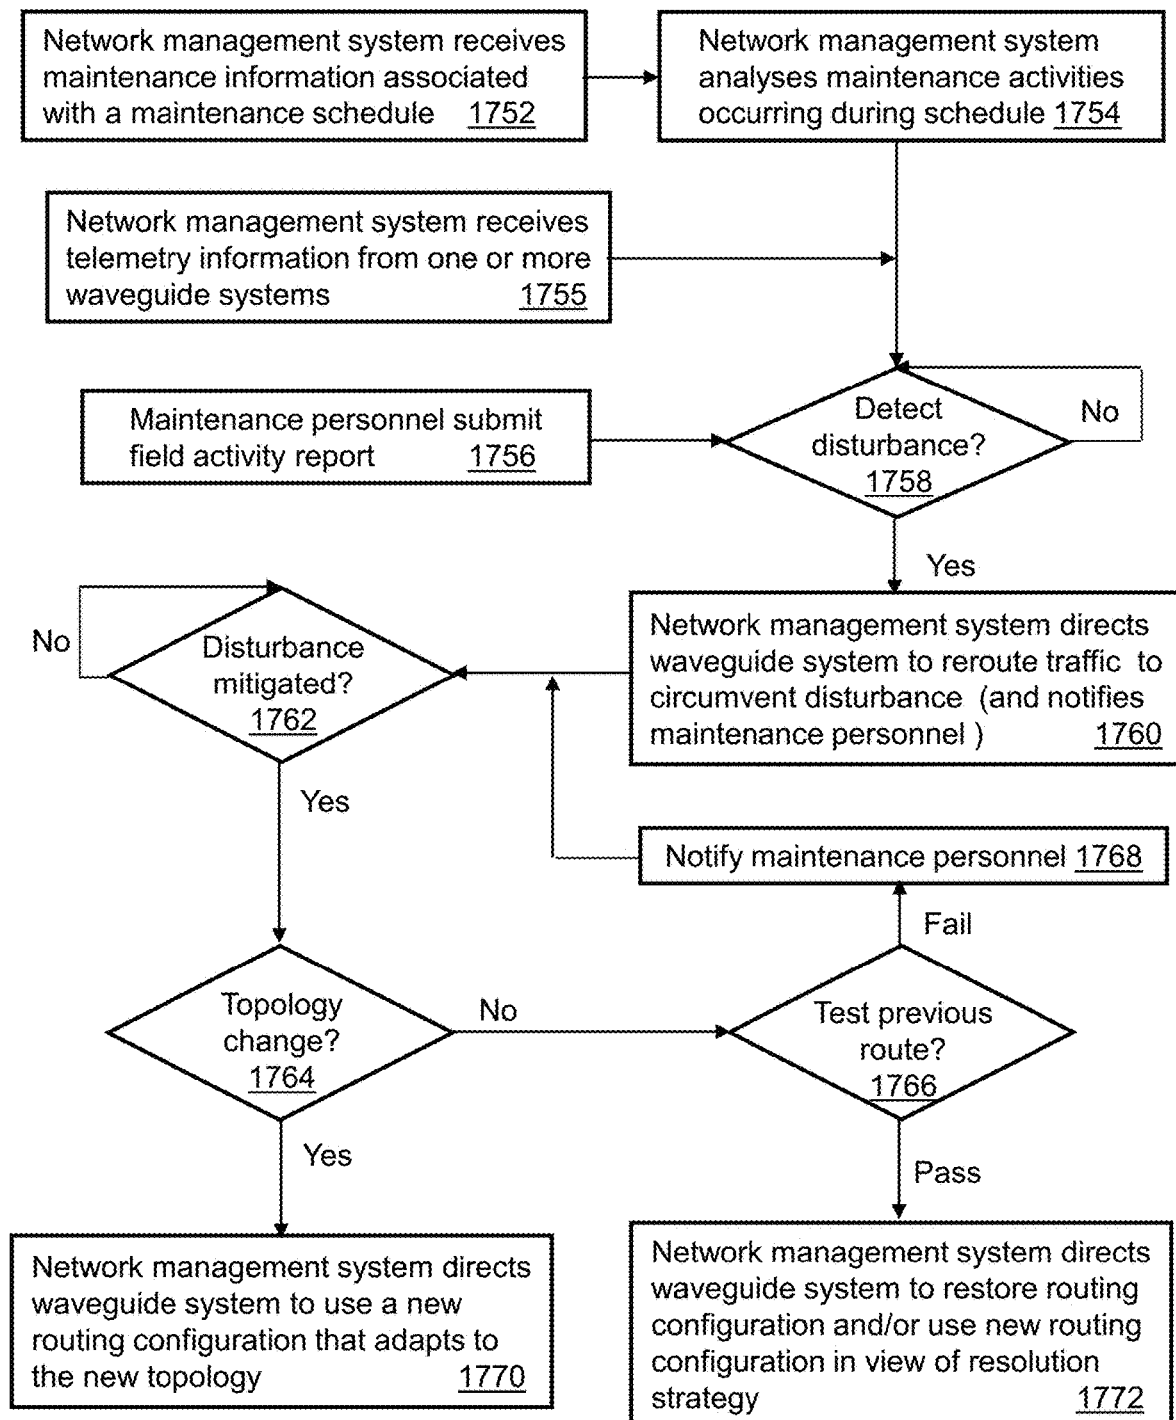 Network management system receives
maintenance information associated
with a maintenance schedule 1752
Network management system
analyses maintenance activities
occurring during schedule 1754
Network management system receives
telemetry information from one or more
waveguide systems 1755
Maintenance personnel submit
field activity report 1756
Detect
disturbance?
1758
No
Yes
No
Disturbance
mitigated?
1762
Network management system directs
waveguide system to reroute traffic to
circumvent disturbance (and notifies
maintenance personnel ) 1760
Yes
Notify maintenance personnel 1768
Fail
Topology
change?
1764
No
Test previous
route?
1766
Yes
Pass
Network management system directs
waveguide system to use a new
routing configuration that adapts to
the new topology 1770
Network management system directs
waveguide system to restore routing
configuration and/or use new routing
configuration in view of resolution
strategy 1772